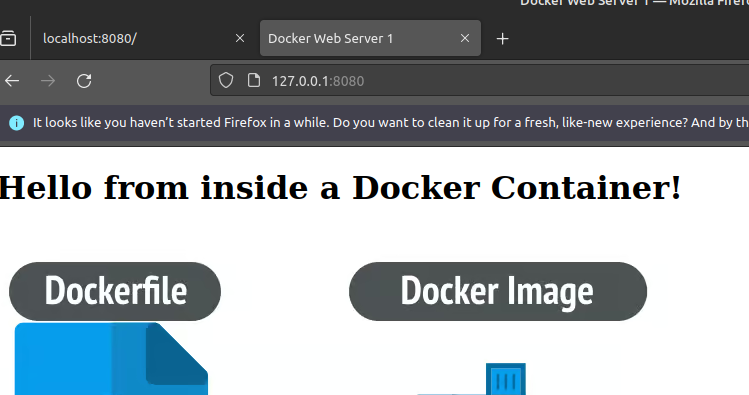 Docker Web Server 1 — Mozilla Firef
localhost:8080/
Docker Web Server 1
127.0.0.1:8080
It looks like you haven’t started Firefox in a while. Do you want to clean it up for a fresh, like-new experience? And by th
Hello from inside a Docker Container!
Dockerfile
Docker Image